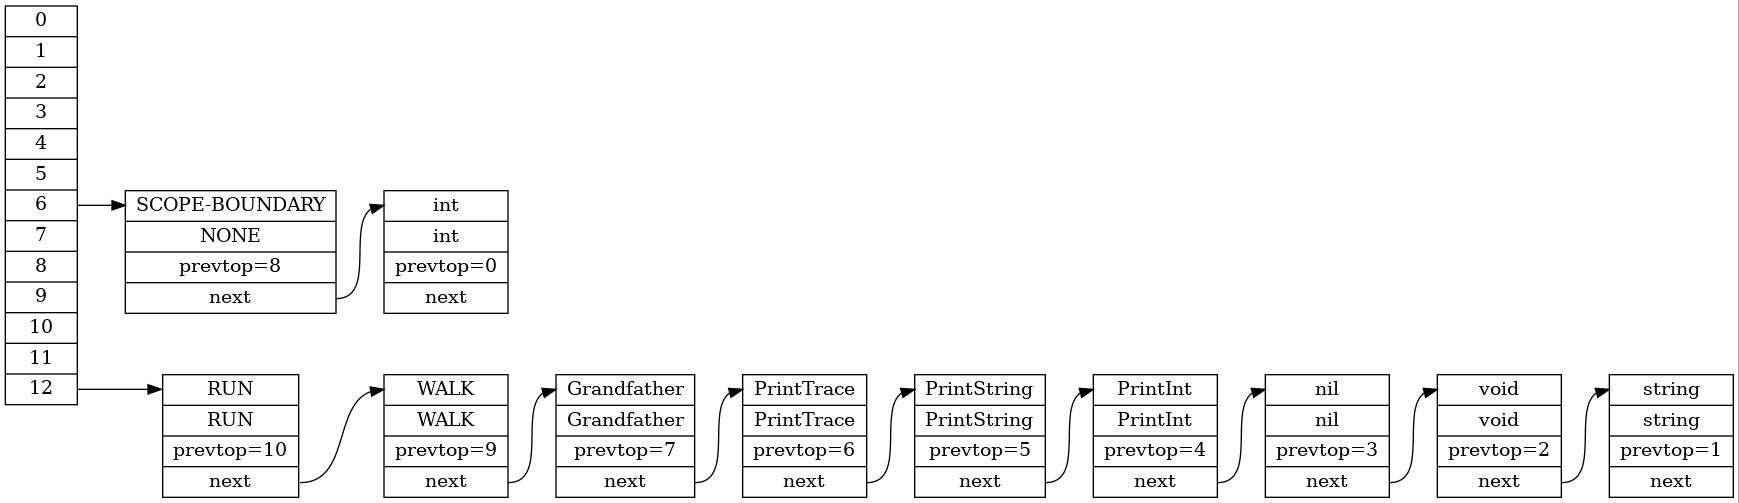 0
1
2
3
4
5
6
7
8
9
10
11
12
SCOPE-BOUNDARY
NONE
prevtop=8
next
int
int
prevtop=0
next
RUN
RUN
prevtop=10
next
WALK
WALK
prevtop=9
next
Grandfather
Grandfather
prevtop=7
next
PrintTrace
PrintTrace
prevtop=6
next
PrintString
PrintString
prevtop=5
next
PrintInt
PrintInt
prevtop=4
next
nil
nil
prevtop=3
next
void
void
prevtop=2
next
string
string
prevtop=1
next